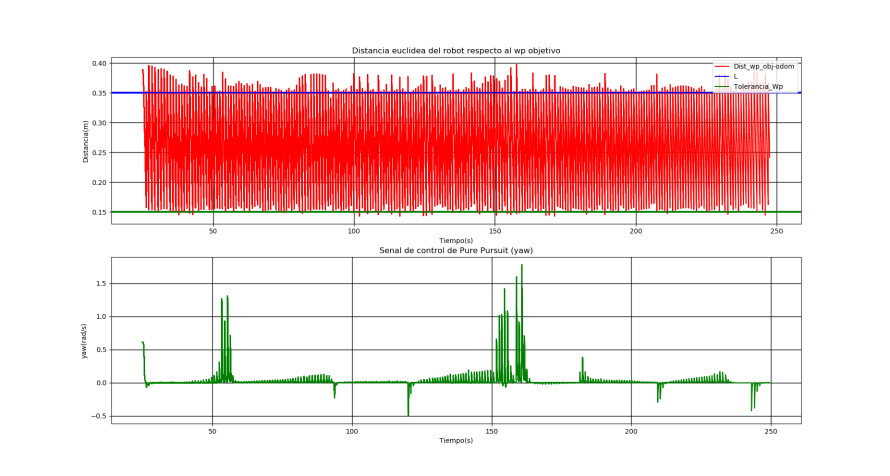 Distancia euclidea del robot respecto al wp objetivo
0.40
0.35
0.30
0.25
0.20
0.15
Distancia(m)
Dist_wp_obj-odom
L
Tolerancia_Wp
50
100
150
200
250
Tiempo(s)
Senal de control de Pure Pursuit (yaw)
1.5
1.0
0.5
0.0
−0.5
yaw(rad/s)
50
100
150
200
250
Tiempo(s)